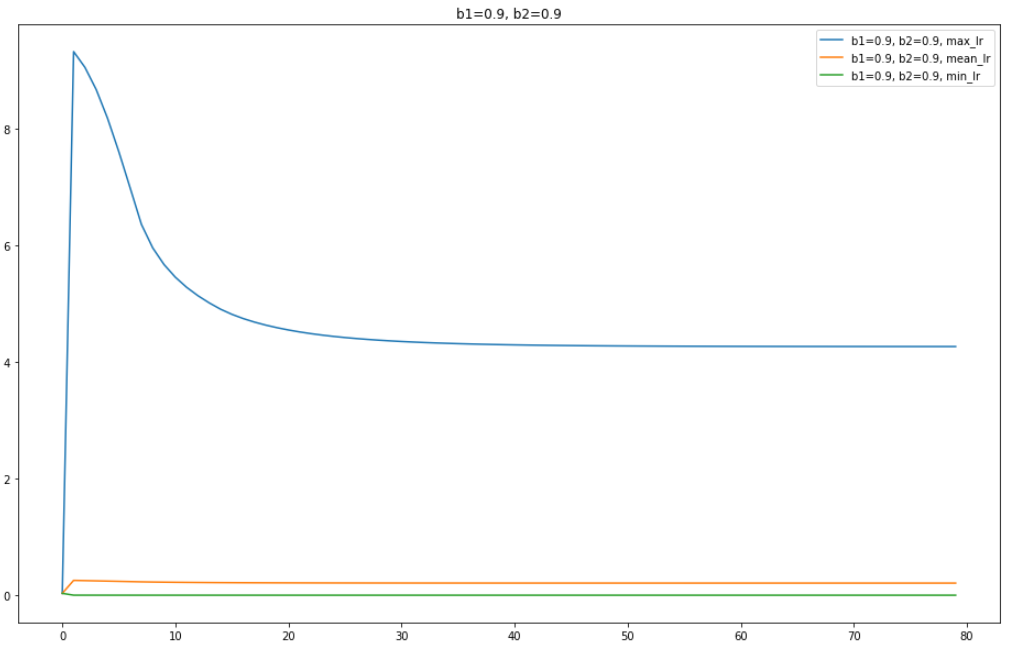 b1=0.9, b2=0.9
b1=0.9, b2=0.9, max_lr
b1=0.9, b2=0.9, mean_lr
b1=0.9, b2=0.9, min_lr
8
6
4
2
0
0 10 20 30 40 50 60 70 80